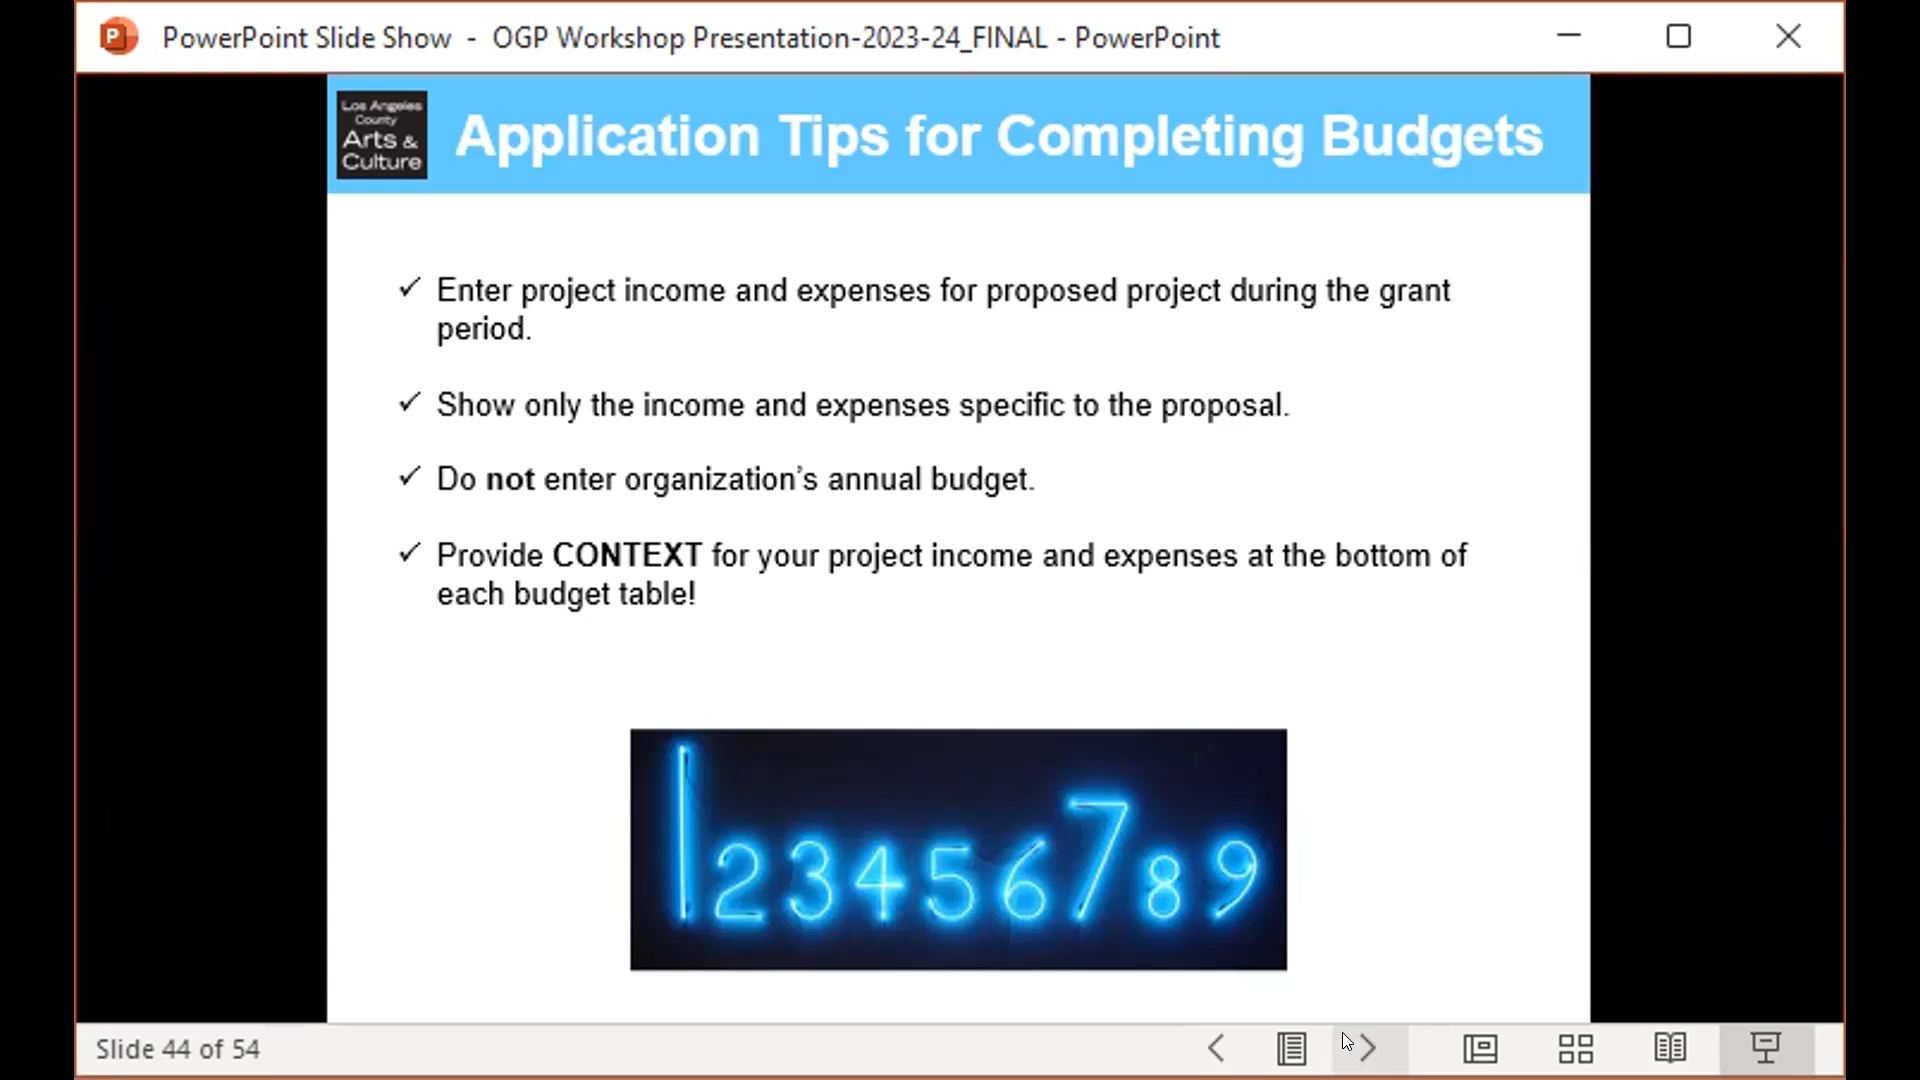 PowerPoint Slide Show - OGP Workshop Presentation-2023-24_FINAL - PowerPoint
Los Angeles
County
Arts &
Culture
Application Tips for Completing Budgets
✓ Enter project income and expenses for proposed project during the grant
period.
✓ Show only the income and expenses specific to the proposal.
✓ Do not enter organization’s annual budget.
✓ Provide CONTEXT for your project income and expenses at the bottom of
each budget table!
123456789
Slide 44 of 54